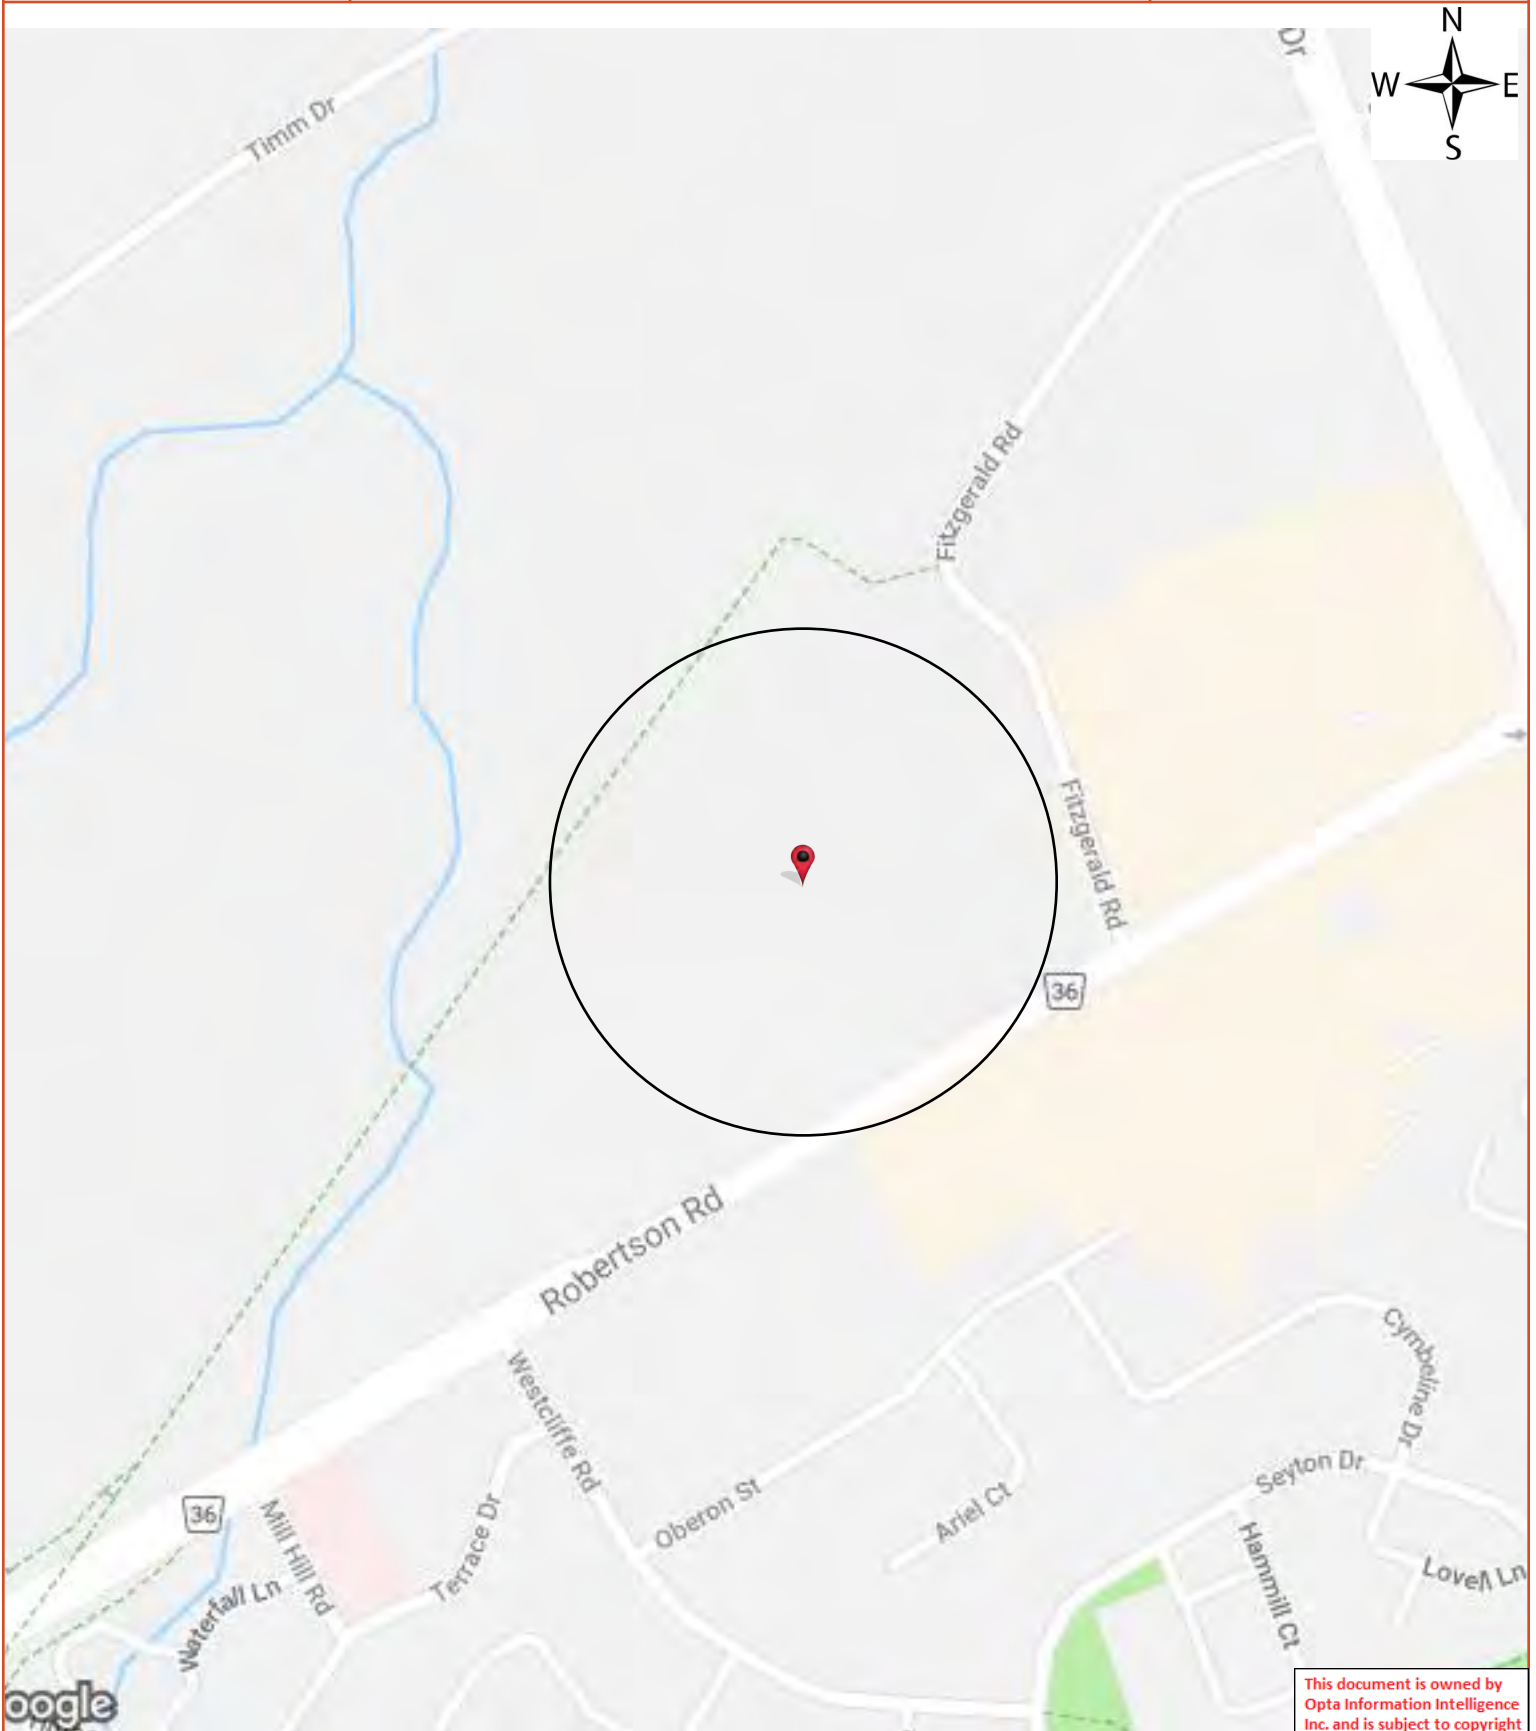 N
Dr
W E
S
Timm Dr
Fitzgerald Rd
Fitzgerald Rd
36
Robertson Rd
Westcliffe Rd
Cymbeline Dr
Seyton Dr
Oberon St
Ariel Ct
36
Mill Hill Rd
Terrace Dr
Hammill Ct
Lovell Ln
Waterfall Ln
oogle
This document is owned by
Opta Information Intelligence
Inc. and is subject to copyright